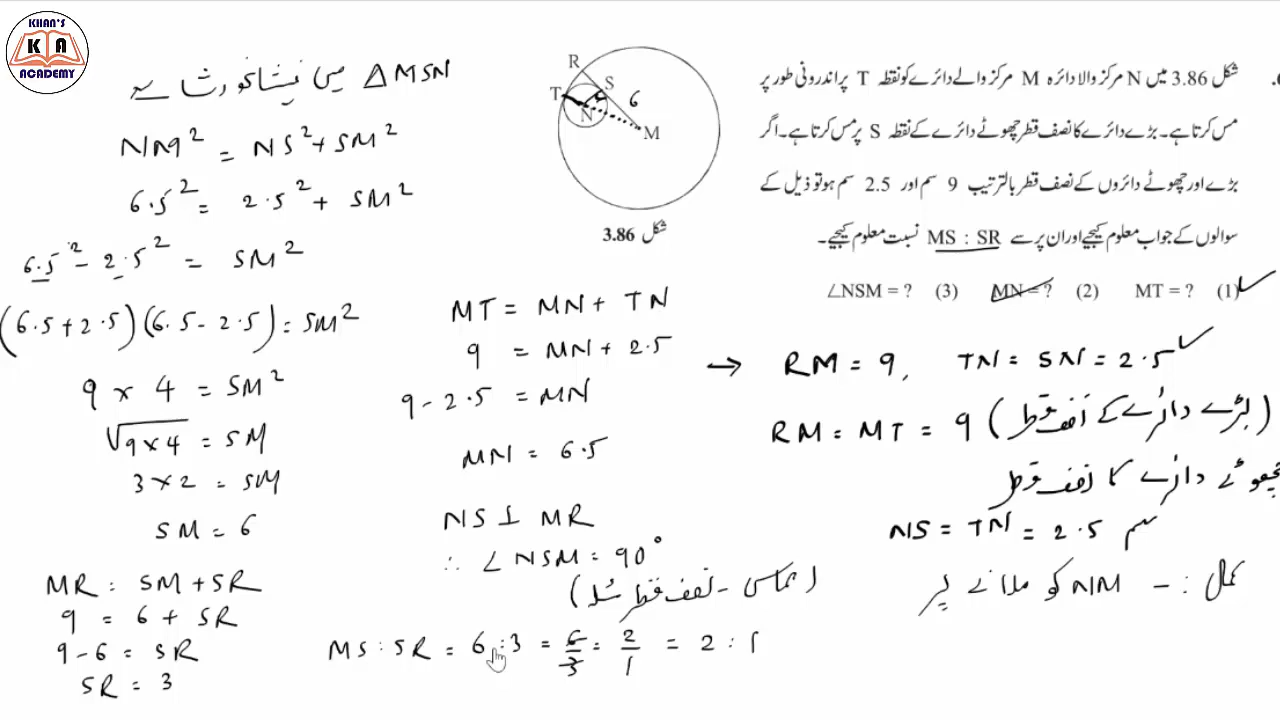 KHAN'S
K A
ACADEMY
شکل 3.86 میں N مرکز والا دائرہ M مرکز والے دائرے کو نقطہ T پر اندرونی طور پر
مس کرتا ہے۔ بڑے دائرے کا نصف قطر چھوٹے دائرے کے نقطہ S پر مس کرتا ہے۔ اگر
بڑے اور چھوٹے دائروں کے نصف قطر بالترتیب 9 سم اور 2.5 سم ہو تو ذیل کے
سوالوں کے جواب معلوم کیجیے اور ان پر سے MS : SR نسبت معلوم کیجیے۔
(1) MT = ? (2) MN = ? (3) ∠NSM = ?
R
S
6
T
N
M
شکل 3.86
→ RM = 9, TN = SN = 2.5
RM = MT = 9 (بڑے دائرے کے نصف قطر)
چھوٹے دائرے کا نصف قطر
NS = TN = 2.5 سم
عمل :- NM کو ملانے پر
MT = MN + TN
9 = MN + 2.5
9 - 2.5 = MN
MN = 6.5
NS ⊥ MR
∴ ∠NSM = 90°
(مماس - نصف قطر مسئلہ)
△MSN میں فیثاغورث سے
NM² = NS² + SM²
6.5² = 2.5² + SM²
6.5² - 2.5² = SM²
(6.5 + 2.5)(6.5 - 2.5) = SM²
9 × 4 = SM²
√9×4 = SM
3 × 2 = SM
SM = 6
MR = SM + SR
9 = 6 + SR
9 - 6 = SR
SR = 3
MS : SR = 6 : 3 = 6/3 = 2/1 = 2 : 1